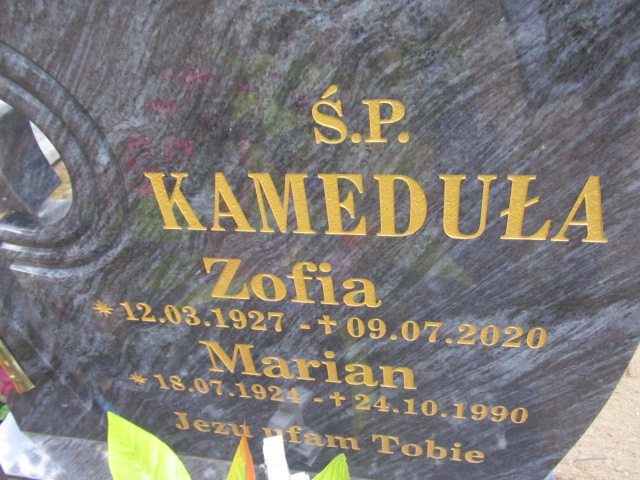 Ś.P.
KAMEDUŁA
Zofia
* 12.03.1927 - ✝ 09.07.2020
Marian
* 18.07.1924 - ✝ 24.10.1990
Jezu ufam Tobie